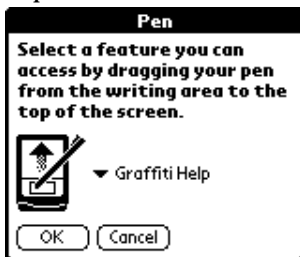 Pen
Select a feature you can
access by dragging your pen
from the writing area to the
top of the screen.
Graffiti Help
OK Cancel